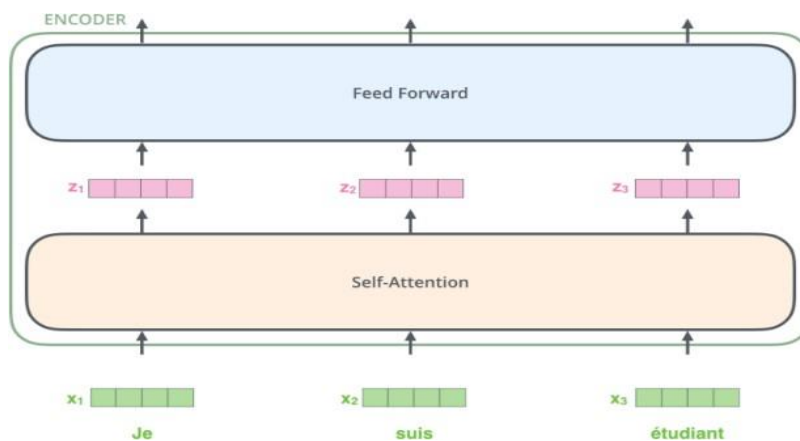 ENCODER
Feed Forward
z₁ z₂ z₃
Self-Attention
x₁ x₂ x₃
Je suis étudiant